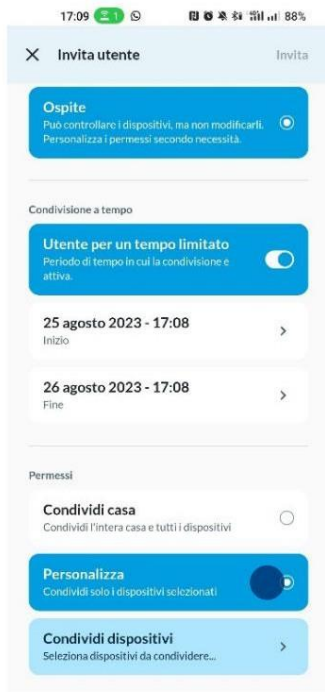 17:09 1 88%
Invita utente Invita
Ospite
Può controllare i dispositivi, ma non modificarli.
Personalizza i permessi secondo necessità.
Condivisione a tempo
Utente per un tempo limitato
Periodo di tempo in cui la condivisione è
attiva.
25 agosto 2023 - 17:08
Inizio
26 agosto 2023 - 17:08
Fine
Permessi
Condividi casa
Condividi l'intera casa e tutti i dispositivi
Personalizza
Condividi solo i dispositivi selezionati
Condividi dispositivi
Seleziona dispositivi da condividere...